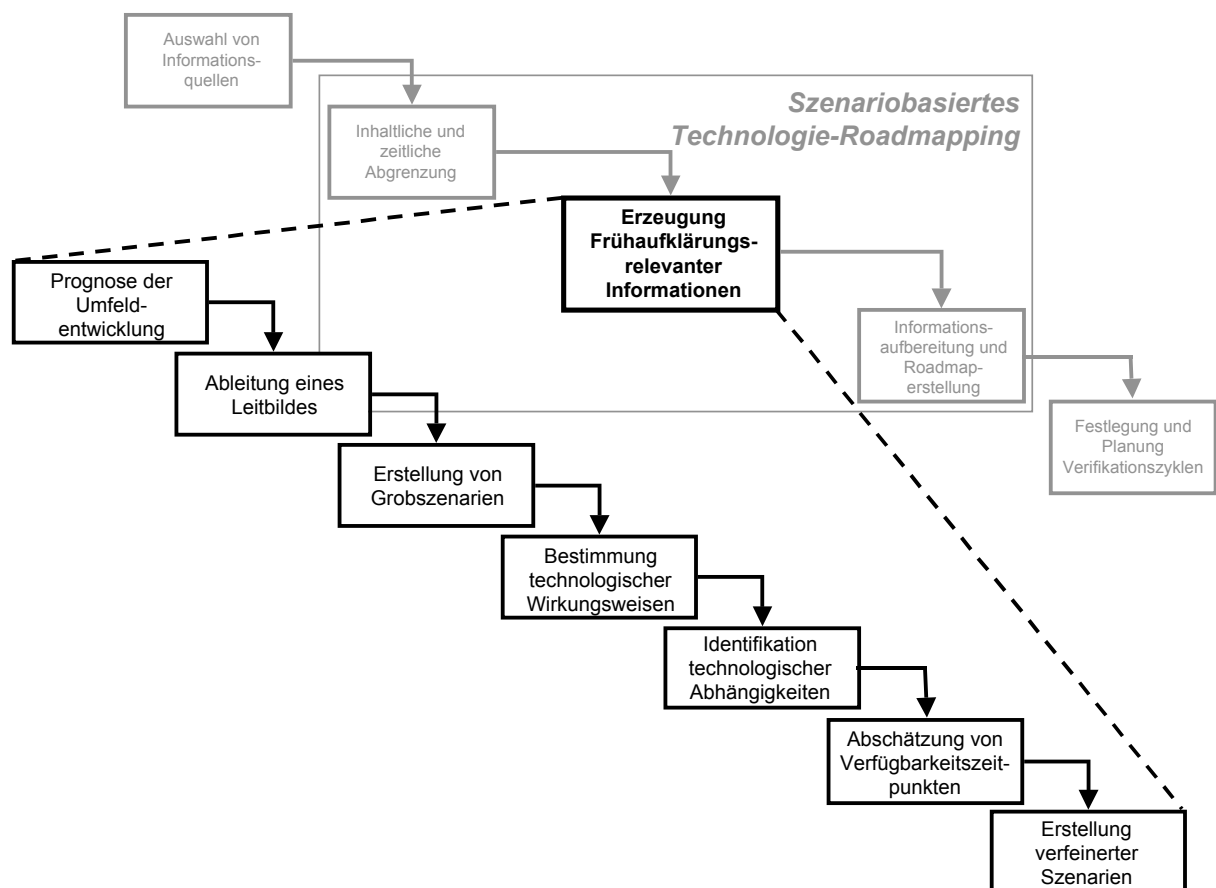 Auswahl von
Informations-
quellen
Szenariobasiertes
Technologie-Roadmapping
Inhaltliche und
zeitliche
Abgrenzung
Erzeugung
Frühaufklärungs-
relevanter
Informationen
Prognose der
Umfeld-
entwicklung
Informations-
aufbereitung und
Roadmap-
erstellung
Ableitung eines
Leitbildes
Festlegung und
Planung
Verifikationszyklen
Erstellung von
Grobszenarien
Bestimmung
technologischer
Wirkungsweisen
Identifikation
technologischer
Abhängigkeiten
Abschätzung von
Verfügbarkeitszeit-
punkten
Erstellung
verfeinerter
Szenarien